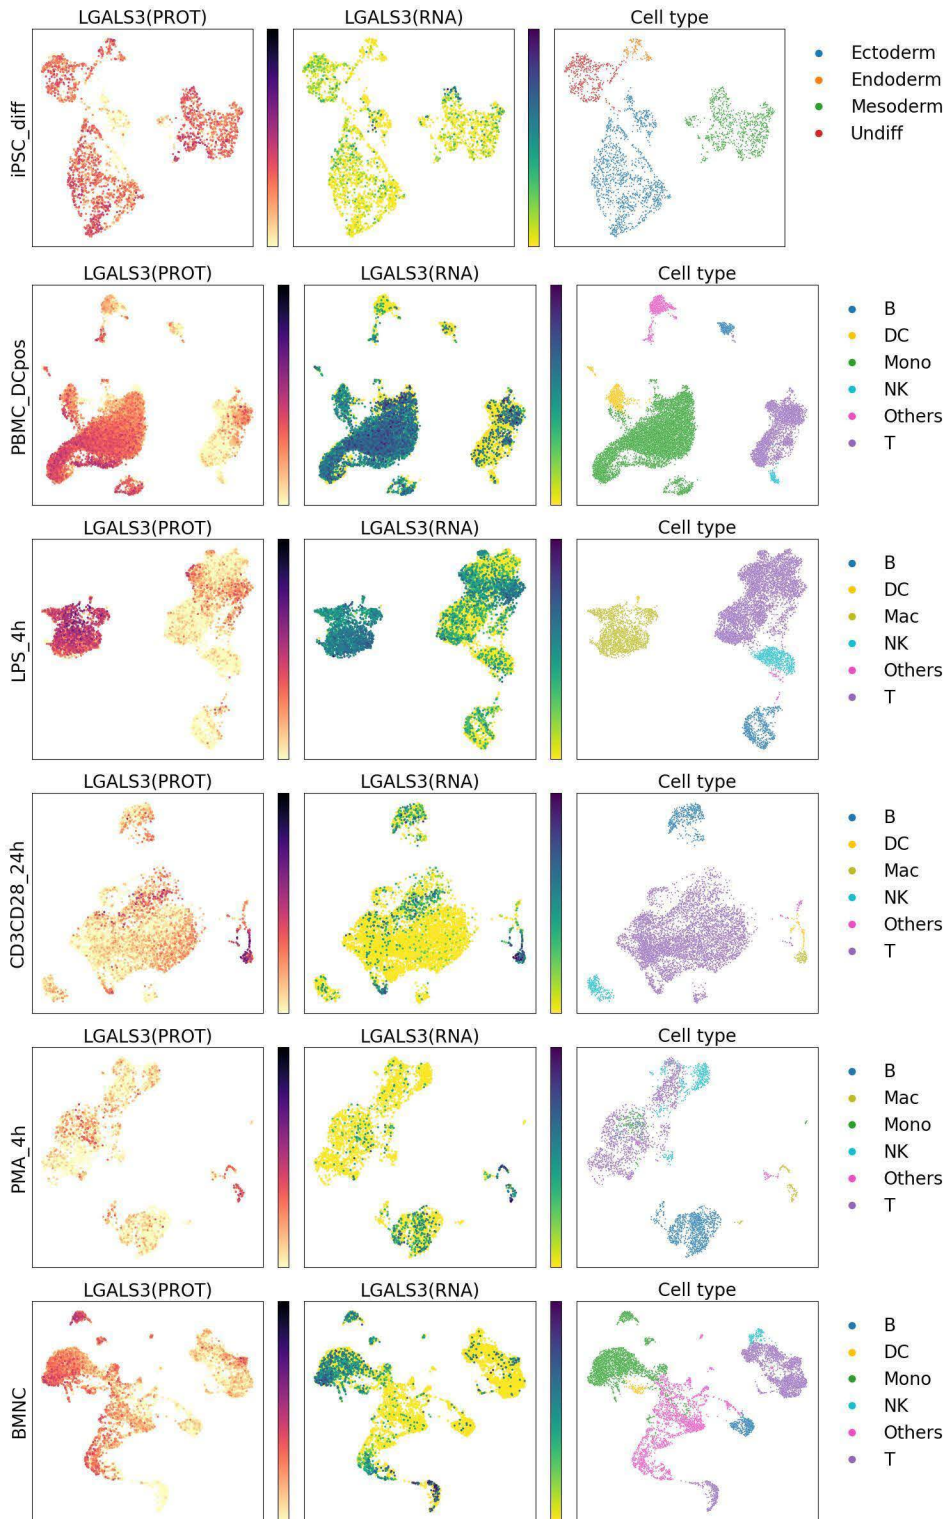 LGALS3(PROT) LGALS3(RNA) Cell type
iPSC_diff
Ectoderm
Endoderm
Mesoderm
Undiff
LGALS3(PROT) LGALS3(RNA) Cell type
PBMC_DCpos
B
DC
Mono
NK
Others
T
LGALS3(PROT) LGALS3(RNA) Cell type
LPS_4h
B
DC
Mac
NK
Others
T
LGALS3(PROT) LGALS3(RNA) Cell type
CD3CD28_24h
B
DC
Mac
NK
Others
T
LGALS3(PROT) LGALS3(RNA) Cell type
PMA_4h
B
Mac
Mono
NK
Others
T
LGALS3(PROT) LGALS3(RNA) Cell type
BMNC
B
DC
Mono
NK
Others
T